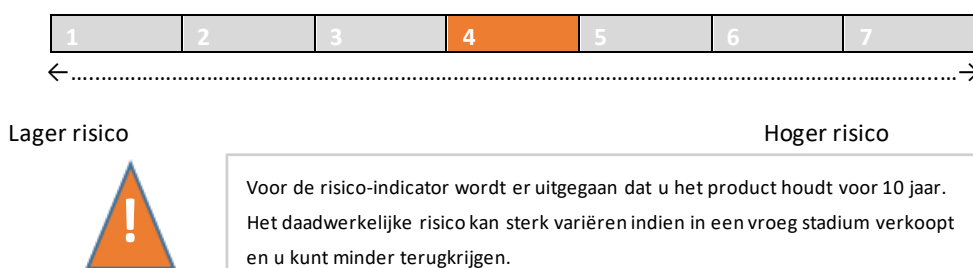 1 2 3 4 5 6 7
Lager risico Hoger risico
!
Voor de risico-indicator wordt er uitgegaan dat u het product houdt voor 10 jaar.
Het daadwerkelijke risico kan sterk variëren indien in een vroeg stadium verkoopt
en u kunt minder terugkrijgen.